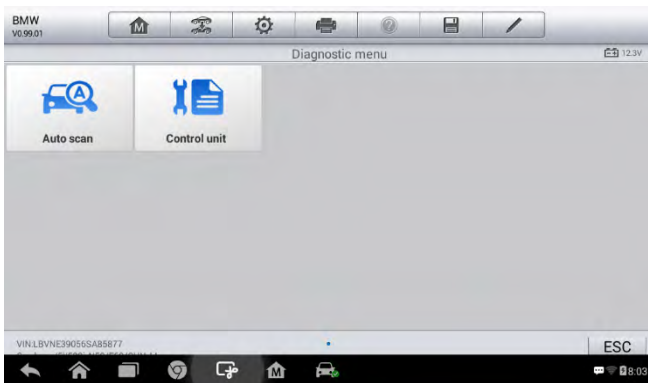 BMW
V0.99.01
M
?
Diagnostic menu
12.3V
A
Auto scan
Control unit
VIN:LBVNE39056SA85877
ESC
M
8:03